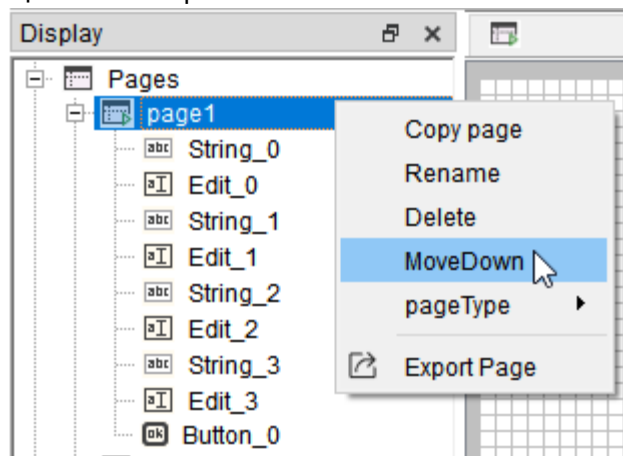 Display
Pages
page1
String_0
Edit_0
String_1
Edit_1
String_2
Edit_2
String_3
Edit_3
Button_0
Copy page
Rename
Delete
MoveDown
pageType
Export Page